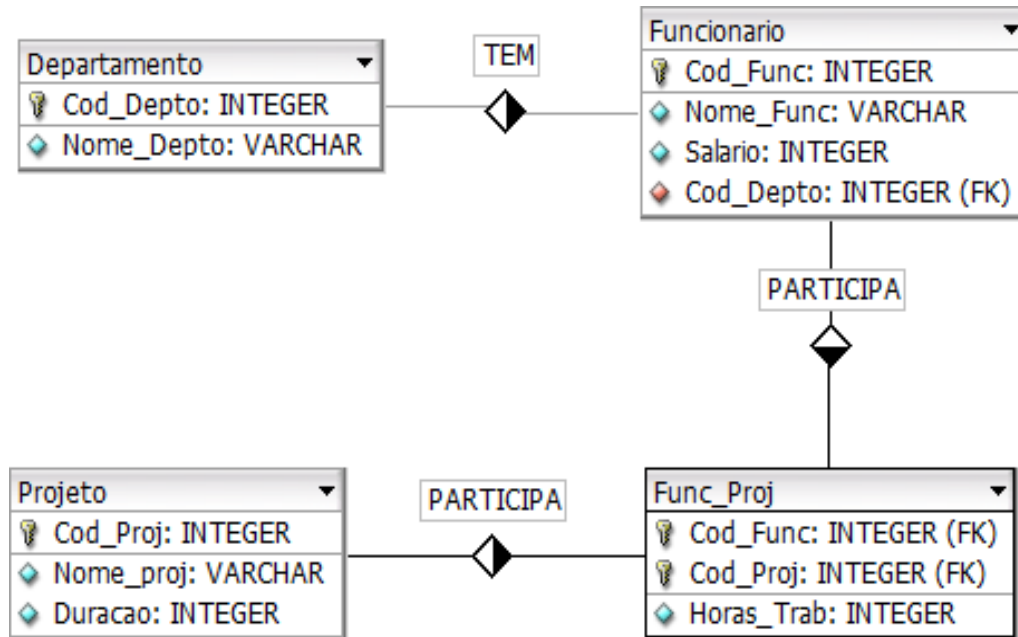 Departamento
Cod_Depto: INTEGER
Nome_Depto: VARCHAR
TEM
Funcionario
Cod_Func: INTEGER
Nome_Func: VARCHAR
Salario: INTEGER
Cod_Depto: INTEGER (FK)
PARTICIPA
Projeto
Cod_Proj: INTEGER
Nome_proj: VARCHAR
Duracao: INTEGER
PARTICIPA
Func_Proj
Cod_Func: INTEGER (FK)
Cod_Proj: INTEGER (FK)
Horas_Trab: INTEGER